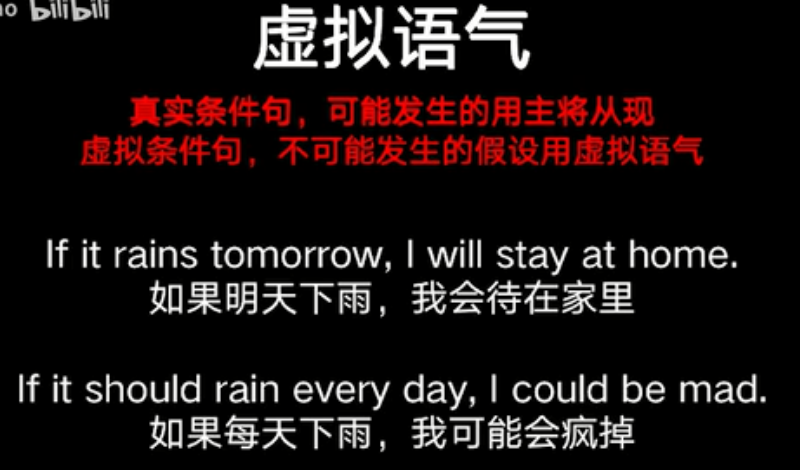 bilibili
虚拟语气
真实条件句，可能发生的用主将从现
虚拟条件句，不可能发生的假设用虚拟语气
If it rains tomorrow, I will stay at home.
如果明天下雨，我会待在家里
If it should rain every day, I could be mad.
如果每天下雨，我可能会疯掉